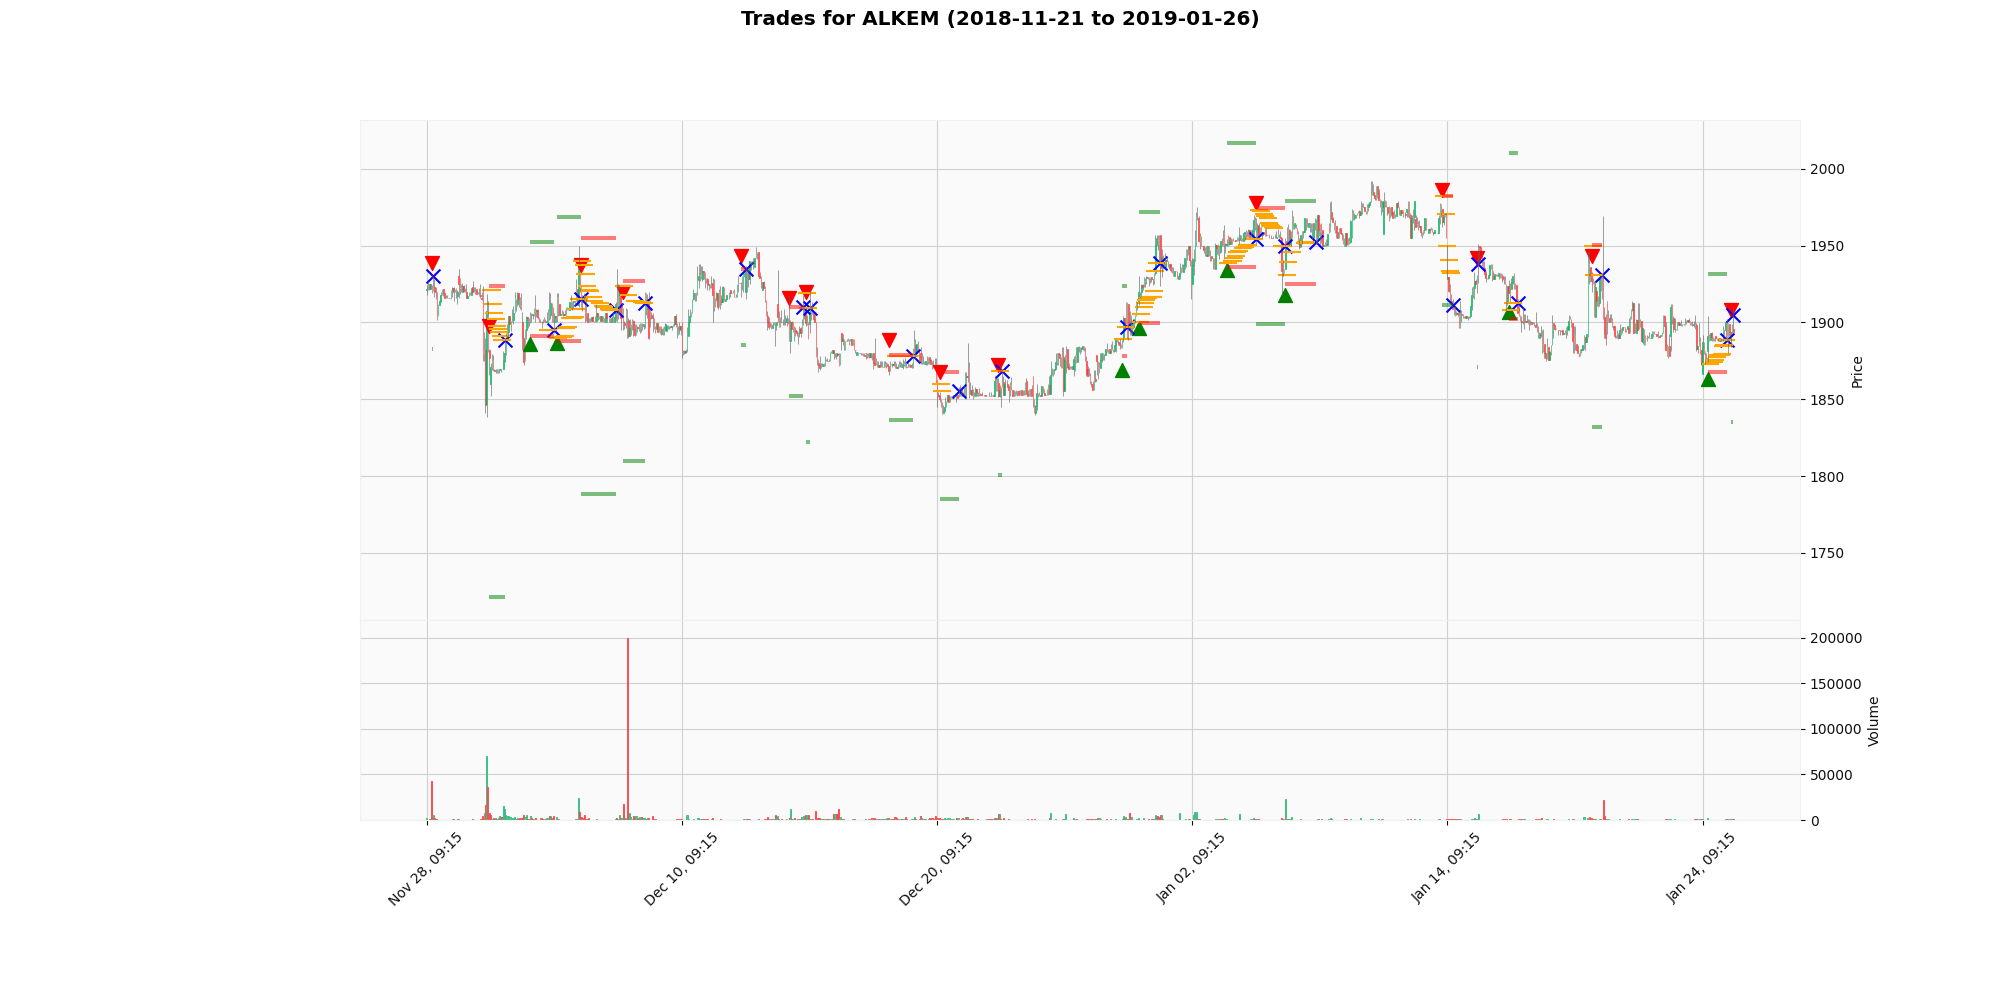 Trades for ALKEM (2018-11-21 to 2019-01-26)
2000
1950
1900
1850
1800
1750
Price
200000
150000
100000
50000
0
Volume
Nov 28, 09:15
Dec 10, 09:15
Dec 20, 09:15
Jan 02, 09:15
Jan 14, 09:15
Jan 24, 09:15